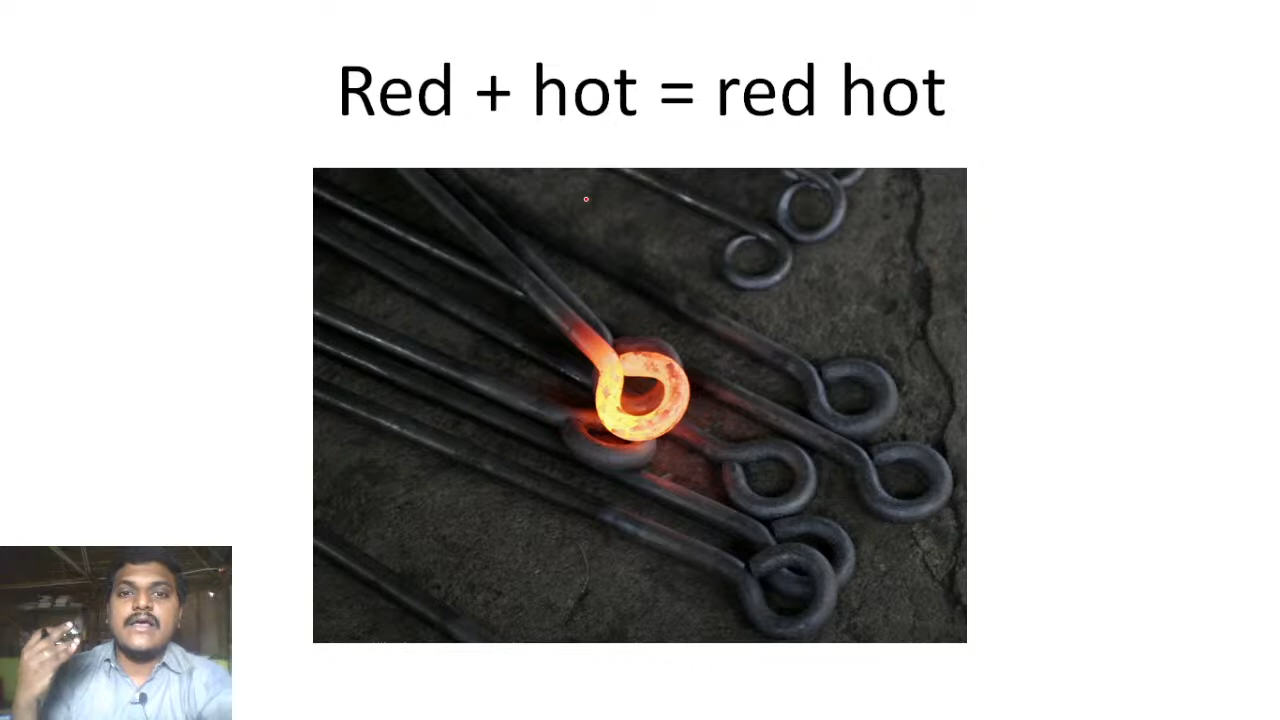 Red + hot = red hot